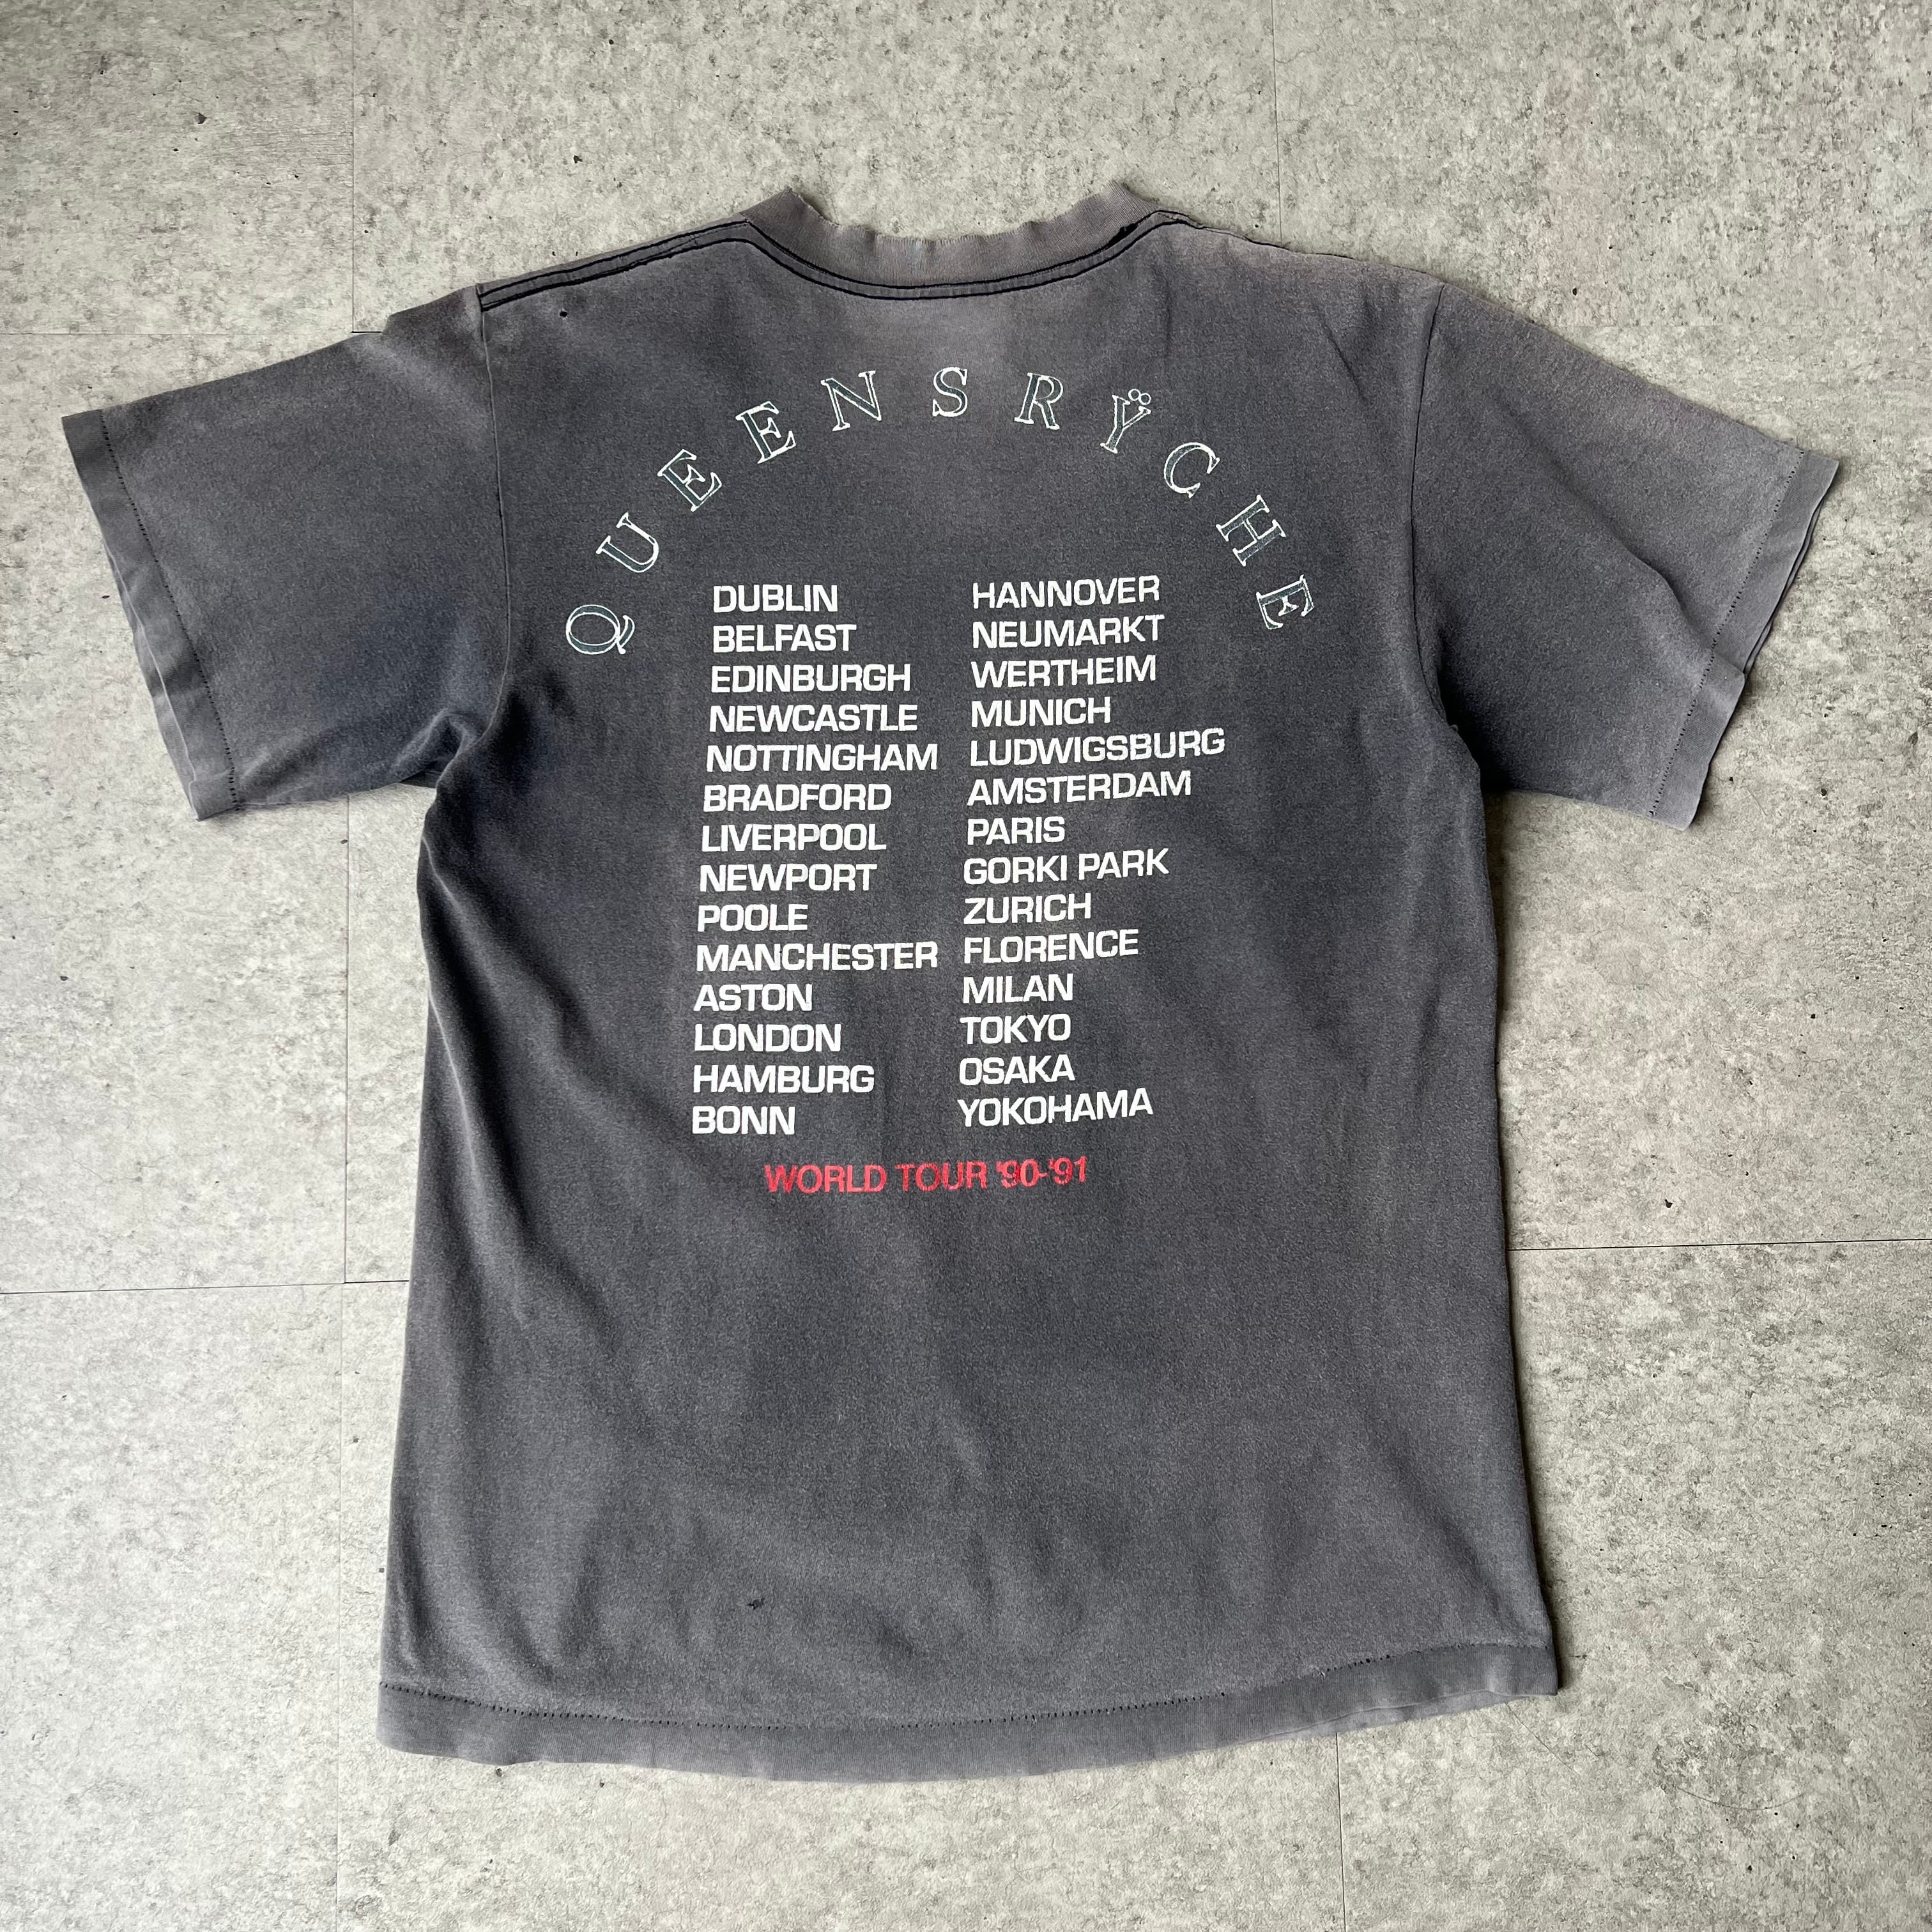 QUEENSRŸCHE
DUBLIN
BELFAST
EDINBURGH
NEWCASTLE
NOTTINGHAM
BRADFORD
LIVERPOOL
NEWPORT
POOLE
MANCHESTER
ASTON
LONDON
HAMBURG
BONN
HANNOVER
NEUMARKT
WERTHEIM
MUNICH
LUDWIGSBURG
AMSTERDAM
PARIS
GORKI PARK
ZURICH
FLORENCE
MILAN
TOKYO
OSAKA
YOKOHAMA
WORLD TOUR '90-'91